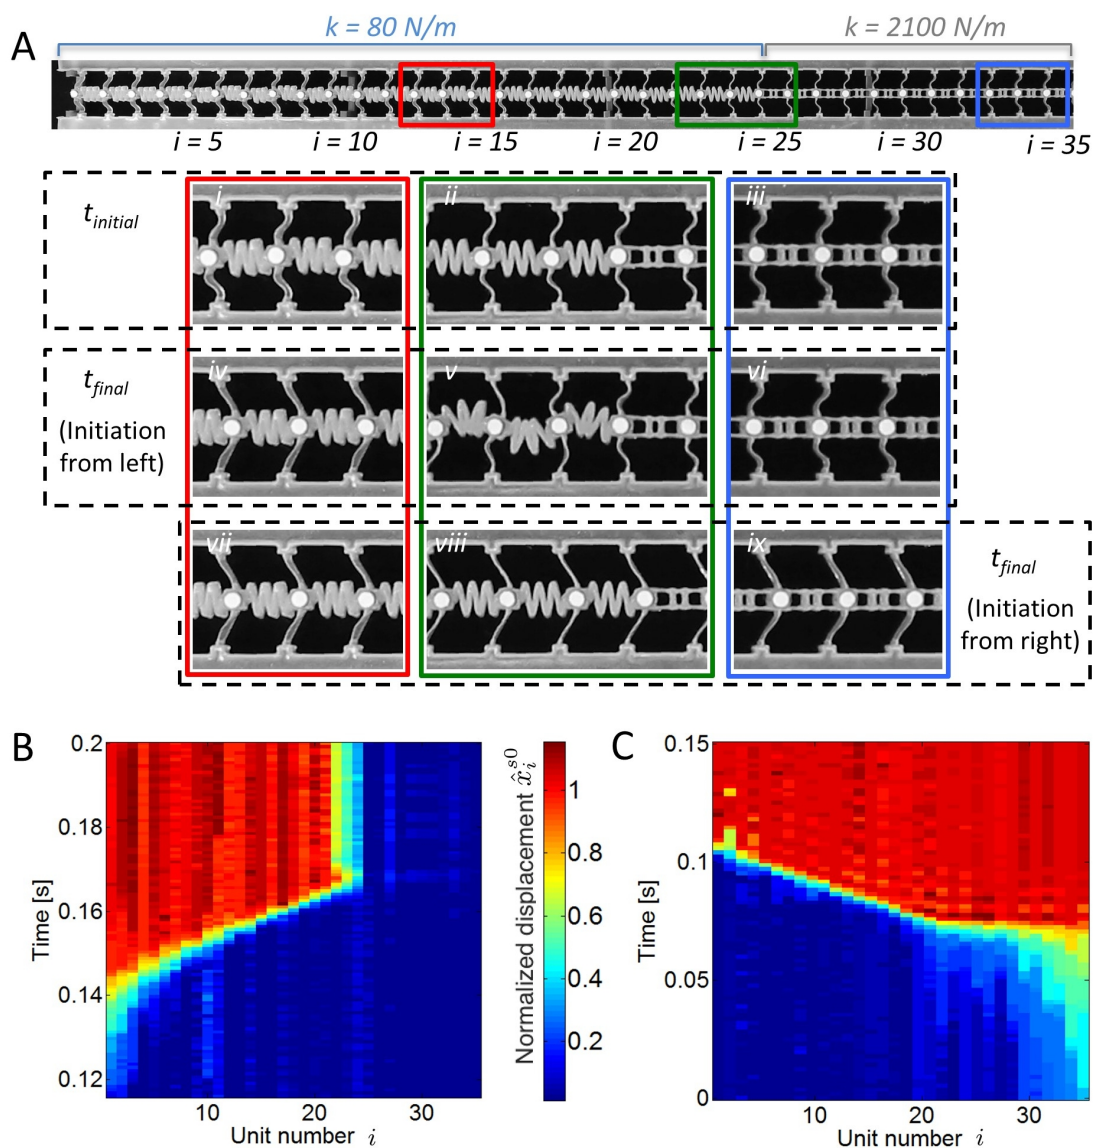 k = 80 N/m
k = 2100 N/m
A
i = 5
i = 10
i = 15
i = 20
i = 25
i = 30
i = 35
t_initial
i
ii
iii
t_final
(Initiation
from left)
iv
v
vi
vii
viii
ix
t_final
(Initiation
from right)
B
0.2
0.18
0.16
0.14
0.12
Time [s]
10
20
30
Unit number i
Normalized displacement x̂_i^{s0}
1
0.8
0.6
0.4
0.2
C
0.15
0.1
0.05
0
Time [s]
10
20
30
Unit number i